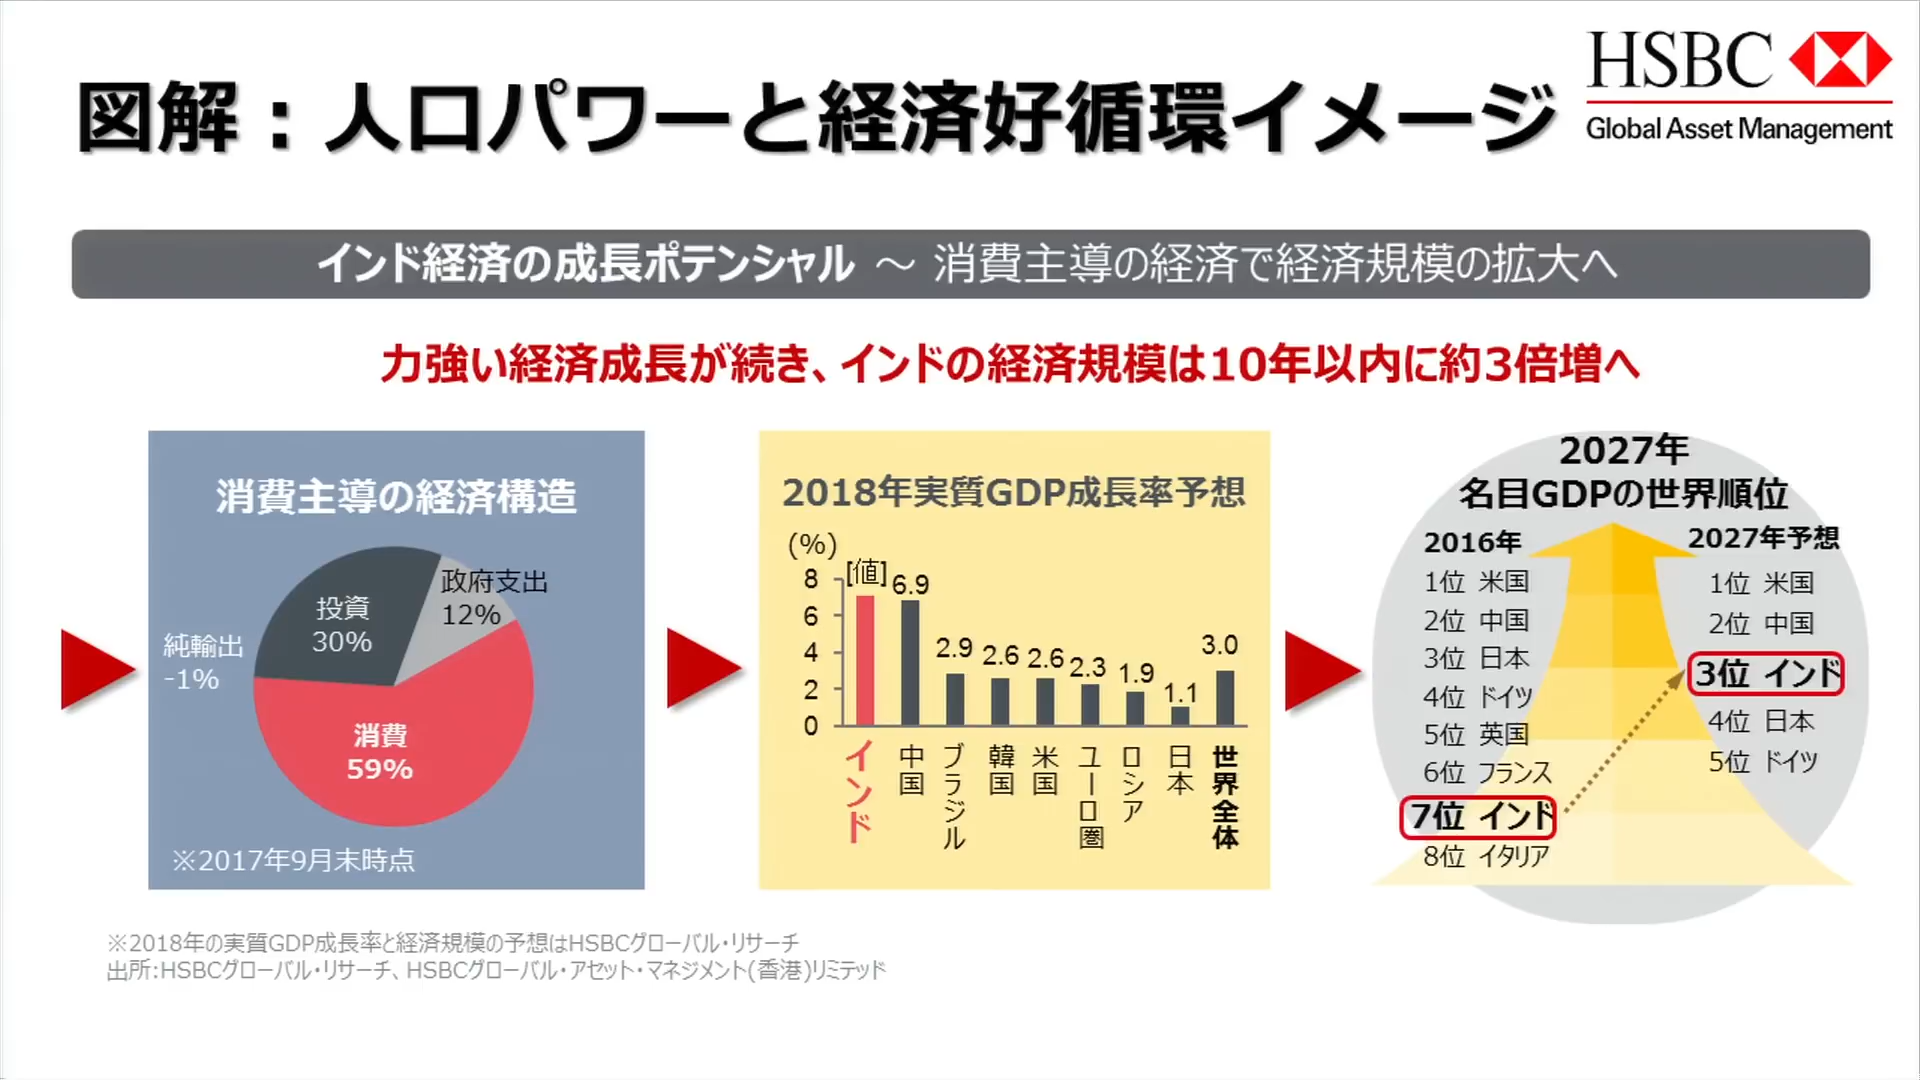 図解：人口パワーと経済好循環イメージ
HSBC
Global Asset Management
インド経済の成長ポテンシャル ～ 消費主導の経済で経済規模の拡大へ
力強い経済成長が続き、インドの経済規模は10年以内に約3倍増へ
消費主導の経済構造
政府支出
12%
投資
30%
純輸出
-1%
消費
59%
※2017年9月末時点
2018年実質GDP成長率予想
(%)
8
6
4
2
0
[値]
6.9
2.9
2.6
2.6
2.3
1.9
1.1
3.0
インド
中国
ブラジル
韓国
米国
ユーロ圏
ロシア
日本
世界全体
2027年
名目GDPの世界順位
2016年
1位 米国
2位 中国
3位 日本
4位 ドイツ
5位 英国
6位 フランス
7位 インド
8位 イタリア
2027年予想
1位 米国
2位 中国
3位 インド
4位 日本
5位 ドイツ
※2018年の実質GDP成長率と経済規模の予想はHSBCグローバル・リサーチ
出所:HSBCグローバル・リサーチ、HSBCグローバル・アセット・マネジメント(香港)リミテッド